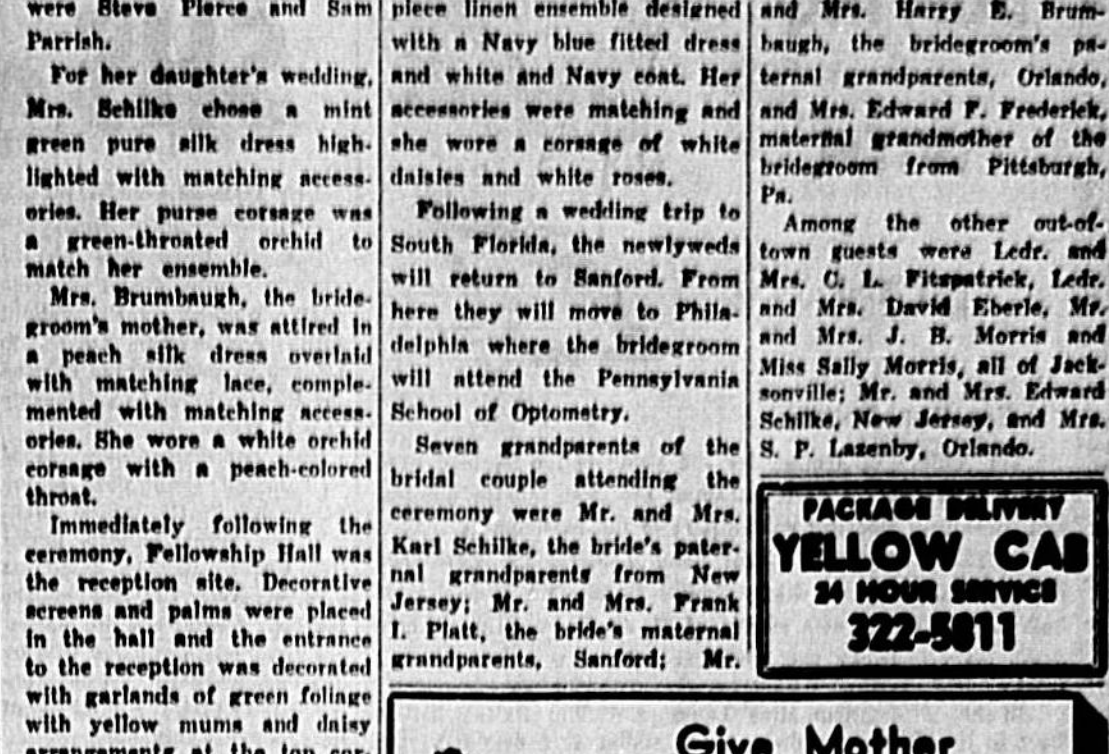 were Steve Pierce and Sam
Parrish.
For her daughter's wedding,
Mrs. Schilke chose a mint
green pure silk dress high-
lighted with matching access-
ories. Her purse corsage was
a green-throated orchid to
match her ensemble.
Mrs. Brumbaugh, the bride-
groom's mother, was attired in
a peach silk dress overlaid
with matching lace, comple-
mented with matching access-
ories. She wore a white orchid
corsage with a peach-colored
throat.
Immediately following the
ceremony, Fellowship Hall was
the reception site. Decorative
screens and palms were placed
in the hall and the entrance
to the reception was decorated
with garlands of green foliage
with yellow mums and daisy
arrangements at the top cor-
piece linen ensemble designed
with a Navy blue fitted dress
and white and Navy coat. Her
accessories were matching and
she wore a corsage of white
daisies and white roses.
Following a wedding trip to
South Florida, the newlyweds
will return to Sanford. From
here they will move to Phila-
delphia where the bridegroom
will attend the Pennsylvania
School of Optometry.
Seven grandparents of the
bridal couple attending the
ceremony were Mr. and Mrs.
Karl Schilke, the bride's pater-
nal grandparents from New
Jersey; Mr. and Mrs. Frank
I. Platt, the bride's maternal
grandparents, Sanford; Mr.
and Mrs. Harry E. Brum-
baugh, the bridegroom's pa-
ternal grandparents, Orlando,
and Mrs. Edward F. Frederick,
maternal grandmother of the
bridegroom from Pittsburgh,
Pa.
Among the other out-of-
town guests were Lcdr. and
Mrs. C. L. Fitzpatrick, Lcdr.
and Mrs. David Eberle, Mr.
and Mrs. J. B. Morris and
Miss Sally Morris, all of Jack-
sonville; Mr. and Mrs. Edward
Schilke, New Jersey, and Mrs.
S. P. Lazenby, Orlando.
PACKAGE DELIVERY
YELLOW CAB
24 HOUR SERVICE
322-5811
Give Mother